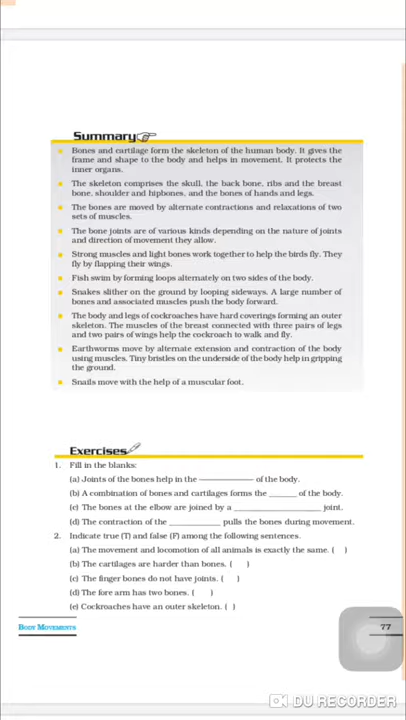 Summary
Bones and cartilage form the skeleton of the human body. It gives the
frame and shape to the body and helps in movement. It protects the
inner organs.
The skeleton comprises the skull, the back bone, ribs and the breast
bone, shoulder and hipbones, and the bones of hands and legs.
The bones are moved by alternate contractions and relaxations of two
sets of muscles.
The bone joints are of various kinds depending on the nature of joints
and direction of movement they allow.
Strong muscles and light bones work together to help the birds fly. They
fly by flapping their wings.
Fish swim by forming loops alternately on two sides of the body.
Snakes slither on the ground by looping sideways. A large number of
bones and associated muscles push the body forward.
The body and legs of cockroaches have hard coverings forming an outer
skeleton. The muscles of the breast connected with three pairs of legs
and two pairs of wings help the cockroach to walk and fly.
Earthworms move by alternate extension and contraction of the body
using muscles. Tiny bristles on the underside of the body help in gripping
the ground.
Snails move with the help of a muscular foot.
Exercises
1. Fill in the blanks:
(a) Joints of the bones help in the ——————— of the body.
(b) A combination of bones and cartilages forms the ______ of the body.
(c) The bones at the elbow are joined by a ____________________ joint.
(d) The contraction of the ____________ pulls the bones during movement.
2. Indicate true (T) and false (F) among the following sentences.
(a) The movement and locomotion of all animals is exactly the same. ( )
(b) The cartilages are harder than bones. ( )
(c) The finger bones do not have joints. ( )
(d) The fore arm has two bones. ( )
(e) Cockroaches have an outer skeleton. ( )
BODY MOVEMENTS 77
DU RECORDER